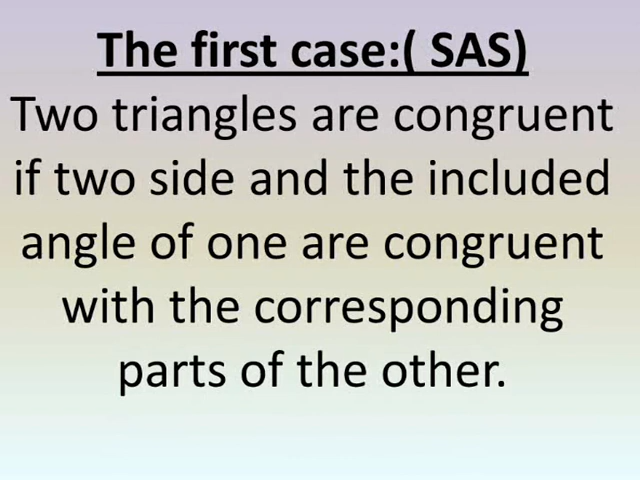 The first case:( SAS)
Two triangles are congruent
if two side and the included
angle of one are congruent
with the corresponding
parts of the other.